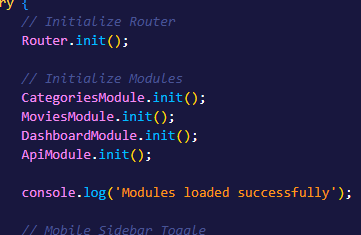 ry {
// Initialize Router
Router.init();
// Initialize Modules
CategoriesModule.init();
MoviesModule.init();
DashboardModule.init();
ApiModule.init();
console.log('Modules loaded successfully');
// Mobile Sidebar Toggle